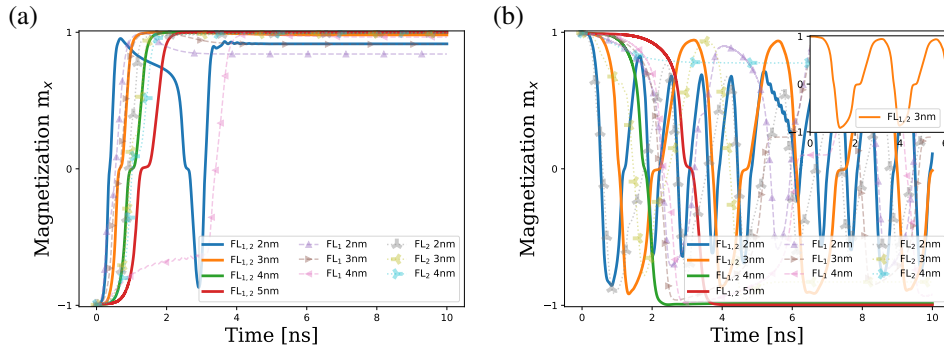 (a)
Magnetization mₓ
1
0
−1
0 2 4 6 8 10
Time [ns]
FL₁,₂ 2nm
FL₁,₂ 3nm
FL₁,₂ 4nm
FL₁,₂ 5nm
FL₁ 2nm
FL₁ 3nm
FL₁ 4nm
FL₂ 2nm
FL₂ 3nm
FL₂ 4nm
(b)
Magnetization mₓ
1
0
−1
0 2 4 6 8 10
Time [ns]
FL₁,₂ 2nm
FL₁,₂ 3nm
FL₁,₂ 4nm
FL₁,₂ 5nm
FL₁ 2nm
FL₁ 3nm
FL₁ 4nm
FL₂ 2nm
FL₂ 3nm
FL₂ 4nm
1
0
−1
0 2 4 6
FL₁,₂ 3nm